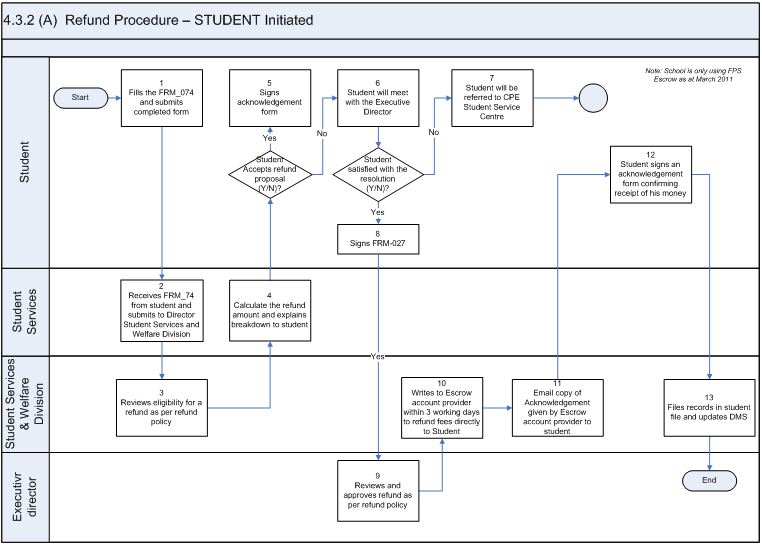 4.3.2 (A) Refund Procedure – STUDENT Initiated
Note: School is only using FPS
Escrow as at March 2011
Student
Start
1
Fills the FRM_074
and submits
completed form
5
Signs
acknowledgement
form
6
Student will meet
with the Executive
Director
7
Student will be
referred to CPE
Student Service
Centre
Yes
No
No
Student
Accepts refund
proposal
(Y/N)?
Student
satisfied with the
resolution
(Y/N)?
Yes
8
Signs FRM-027
12
Student signs an
acknowledgement
form confirming
receipt of his money
Student
Services
2
Receives FRM_74
from student and
submits to Director
Student Services and
Welfare Division
4
Calculate the refund
amount and explains
breakdown to student
Yes
Student Services
& Welfare
Division
3
Reviews eligibility for a
refund as per refund
policy
10
Writes to Escrow
account provider
within 3 working days
to refund fees directly
to Student
11
Email copy of
Acknowledgement
given by Escrow
account provider to
student
13
Files records in student
file and updates DMS
Executivr
director
9
Reviews and
approves refund as
per refund policy
End